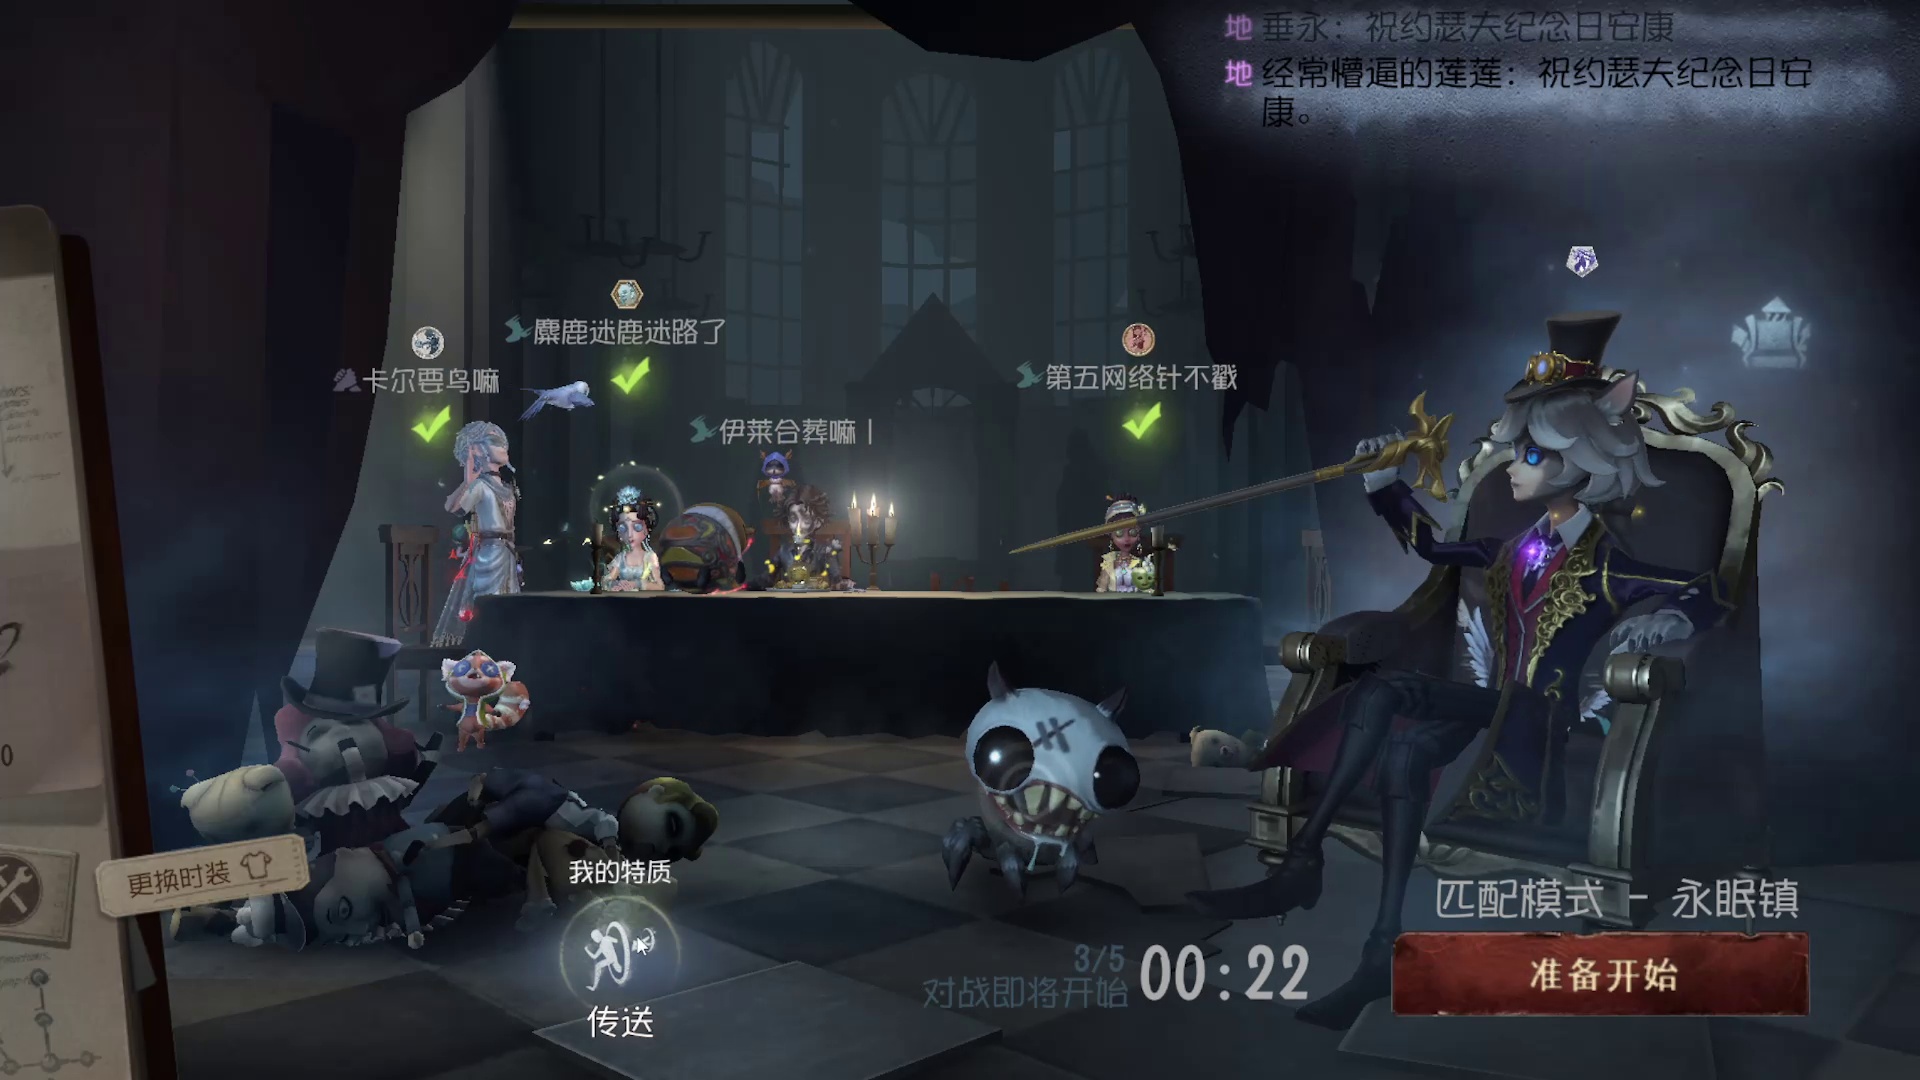 地 垂永：祝约瑟夫纪念日安康
地 经常懵逼的莲莲：祝约瑟夫纪念日安
康。
麋鹿迷鹿迷路了
卡尔要鸟嘛
第五网络针不戳
伊莱合葬嘛丨
0
更换时装
我的特质
传送
匹配模式 - 永眠镇
3/5
对战即将开始
00:22
准备开始